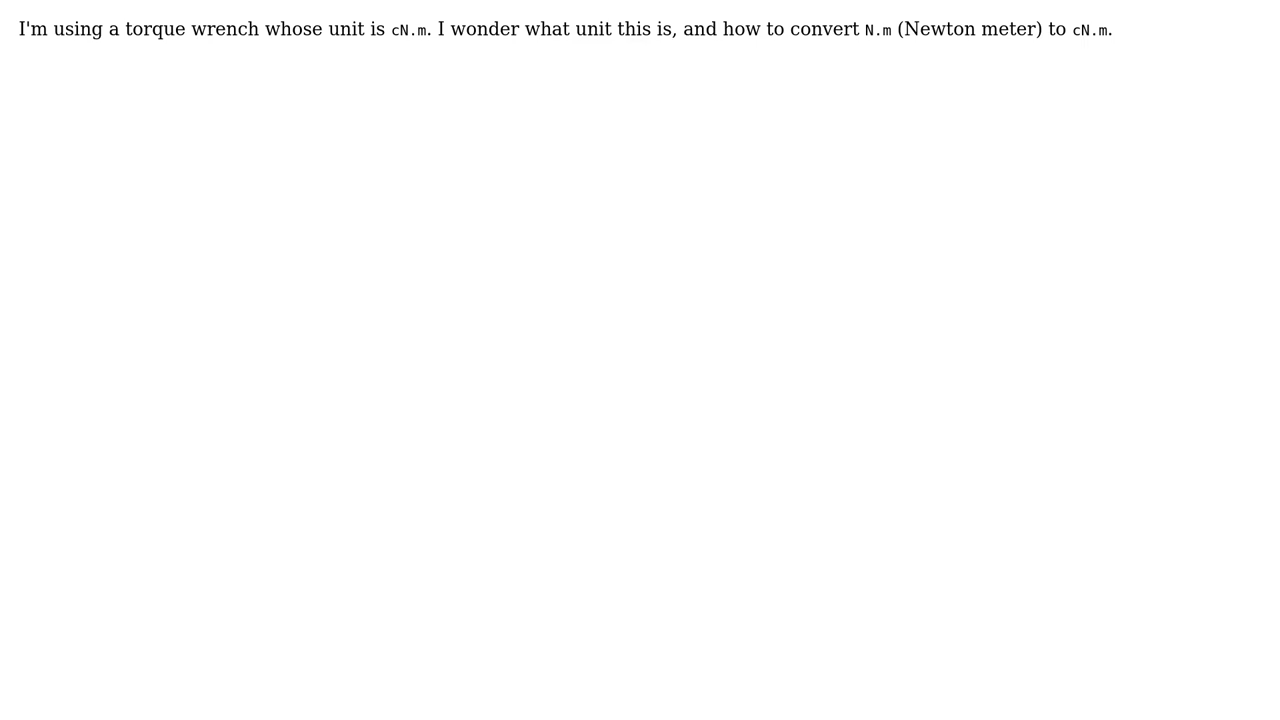 I'm using a torque wrench whose unit is cN.m. I wonder what unit this is, and how to convert N.m (Newton meter) to cN.m.